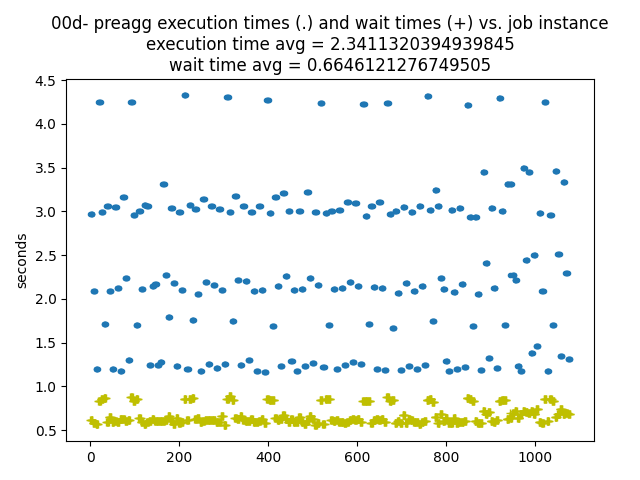 00d- preagg execution times (.) and wait times (+) vs. job instance
execution time avg = 2.3411320394939845
wait time avg = 0.6646121276749505
4.5
4.0
3.5
3.0
2.5
2.0
1.5
1.0
0.5
seconds
0 200 400 600 800 1000